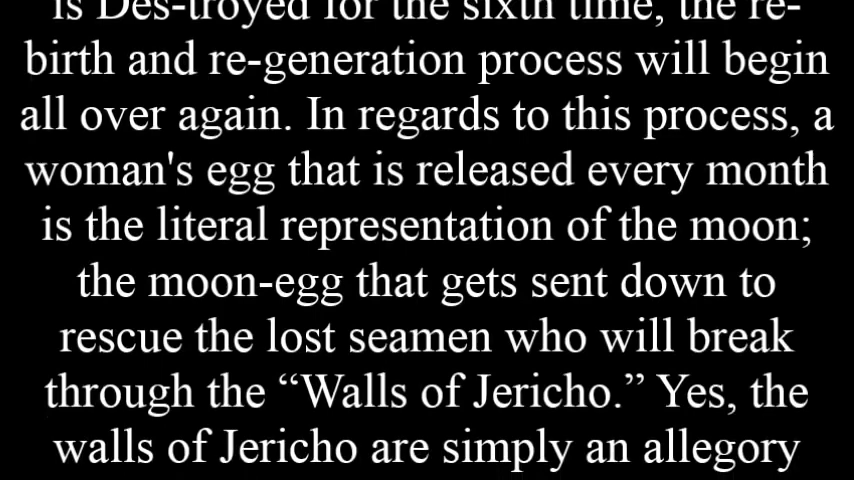 is Des-troyed for the sixth time, the re-
birth and re-generation process will begin
all over again. In regards to this process, a
woman's egg that is released every month
is the literal representation of the moon;
the moon-egg that gets sent down to
rescue the lost seamen who will break
through the “Walls of Jericho.” Yes, the
walls of Jericho are simply an allegory